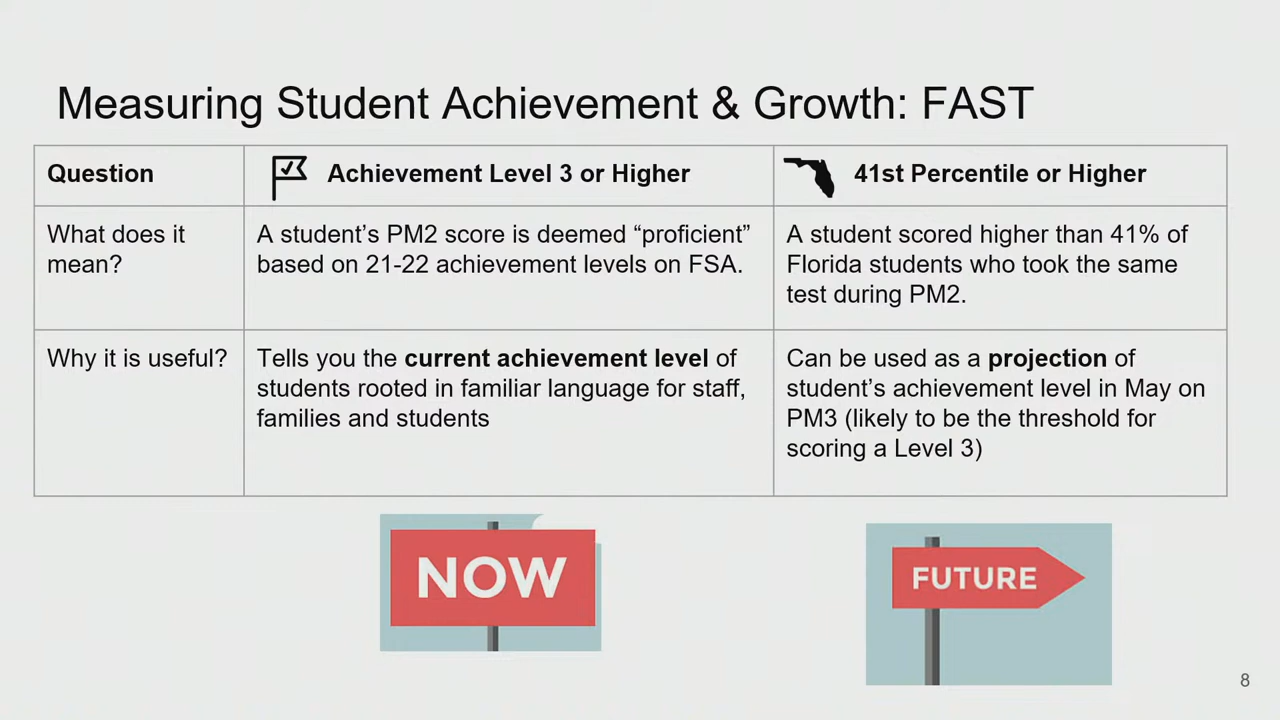 Measuring Student Achievement & Growth: FAST
Question
Achievement Level 3 or Higher
41st Percentile or Higher
What does it
mean?
A student’s PM2 score is deemed “proficient”
based on 21-22 achievement levels on FSA.
A student scored higher than 41% of
Florida students who took the same
test during PM2.
Why it is useful?
Tells you the current achievement level of
students rooted in familiar language for staff,
families and students
Can be used as a projection of
student’s achievement level in May on
PM3 (likely to be the threshold for
scoring a Level 3)
NOW
FUTURE
8